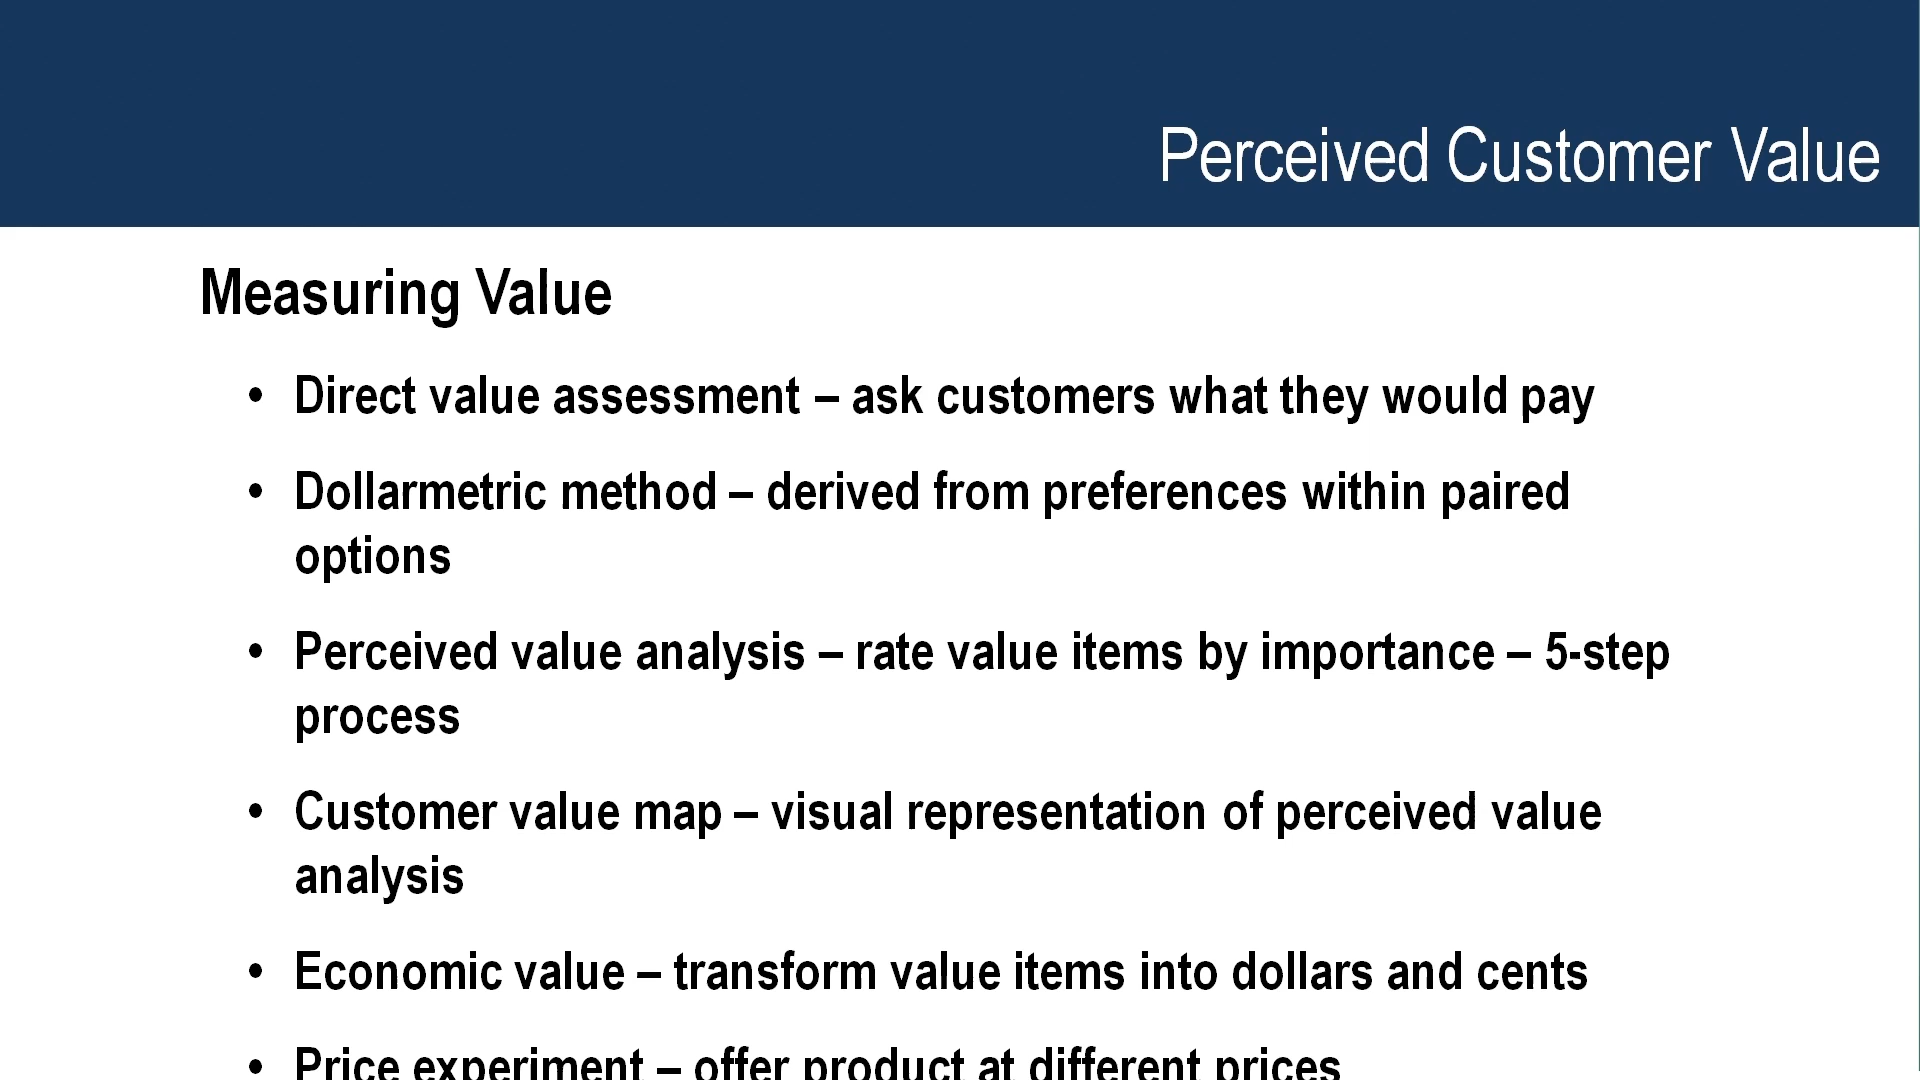 Perceived Customer Value
Measuring Value
• Direct value assessment – ask customers what they would pay
• Dollarmetric method – derived from preferences within paired
options
• Perceived value analysis – rate value items by importance – 5-step
process
• Customer value map – visual representation of perceived value
analysis
• Economic value – transform value items into dollars and cents
• Price experiment – offer product at different prices